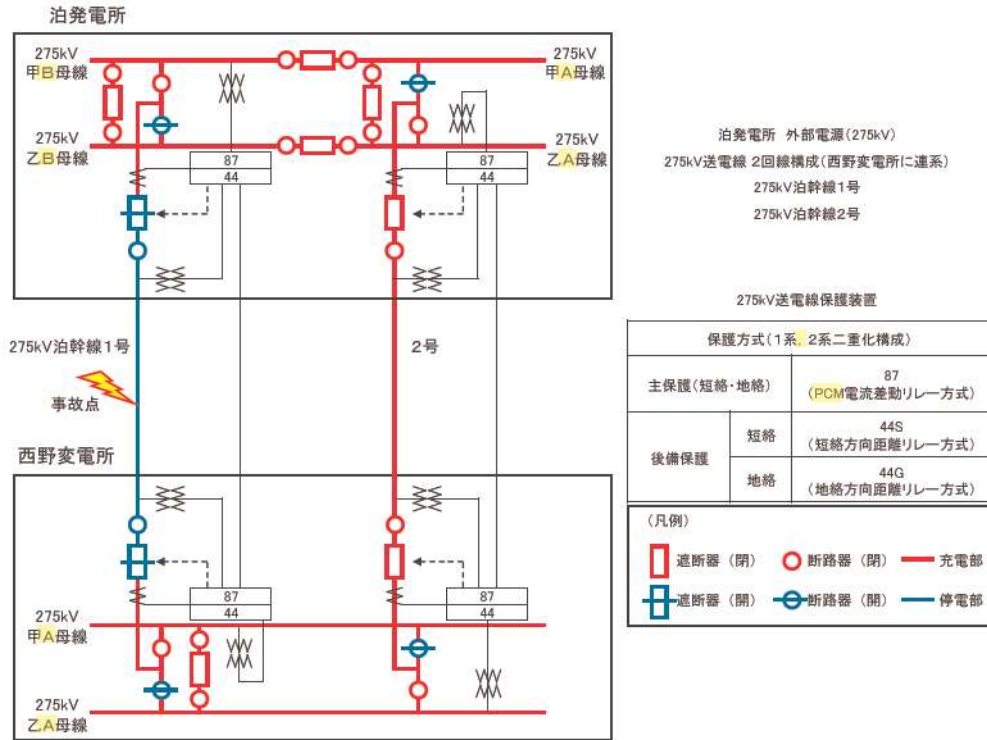 泊発電所
275kV
甲B母線
275kV
甲A母線
275kV
乙B母線
275kV
乙A母線
87
44
87
44
275kV泊幹線1号
2号
事故点
西野変電所
87
44
87
44
275kV
甲A母線
275kV
乙A母線
泊発電所 外部電源(275kV)
275kV送電線 2回線構成(西野変電所に連系)
275kV泊幹線1号
275kV泊幹線2号
275kV送電線保護装置
保護方式(1系、2系二重化構成)
主保護(短絡・地絡)
87
(PCM電流差動リレー方式)
後備保護
短絡
44S
(短絡方向距離リレー方式)
地絡
44G
(地絡方向距離リレー方式)
(凡例)
遮断器(閉) 断路器(閉) 充電部
遮断器(開) 断路器(開) 停電部